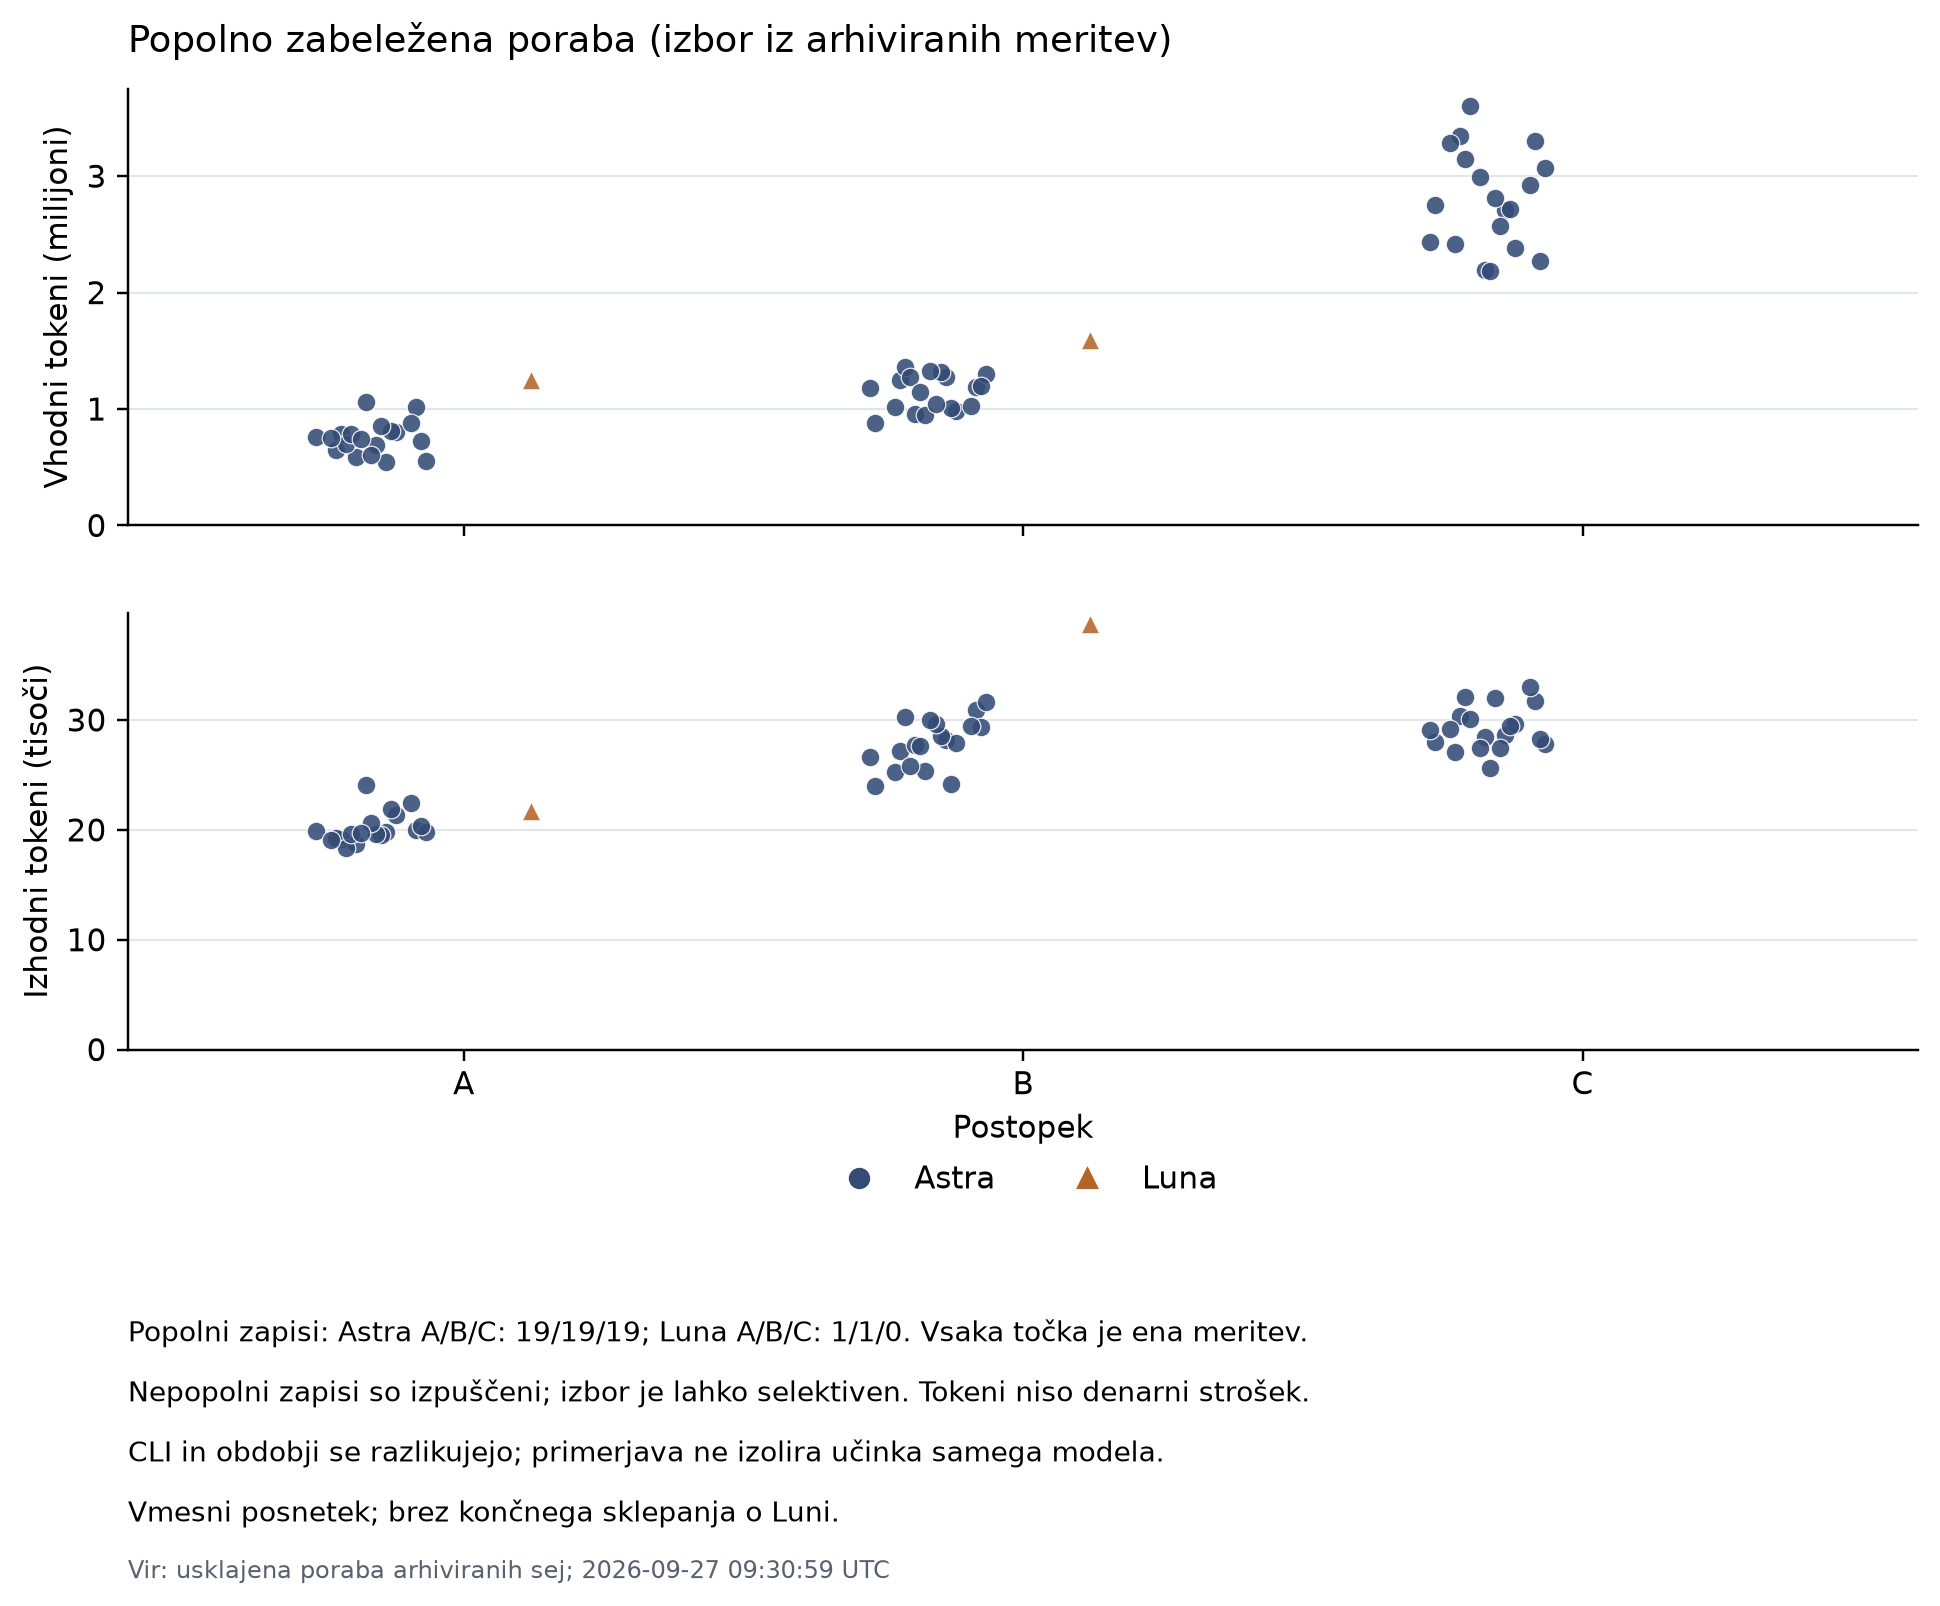 Popolno zabeležena poraba (izbor iz arhiviranih meritev)
Vhodni tokeni (milijoni)
3
2
1
0
Izhodni tokeni (tisoči)
30
20
10
0
A B C
Postopek
Astra Luna
Popolni zapisi: Astra A/B/C: 19/19/19; Luna A/B/C: 1/1/0. Vsaka točka je ena meritev.
Nepopolni zapisi so izpuščeni; izbor je lahko selektiven. Tokeni niso denarni strošek.
CLI in obdobji se razlikujejo; primerjava ne izolira učinka samega modela.
Vmesni posnetek; brez končnega sklepanja o Luni.
Vir: usklajena poraba arhiviranih sej; 2026-09-27 09:30:59 UTC